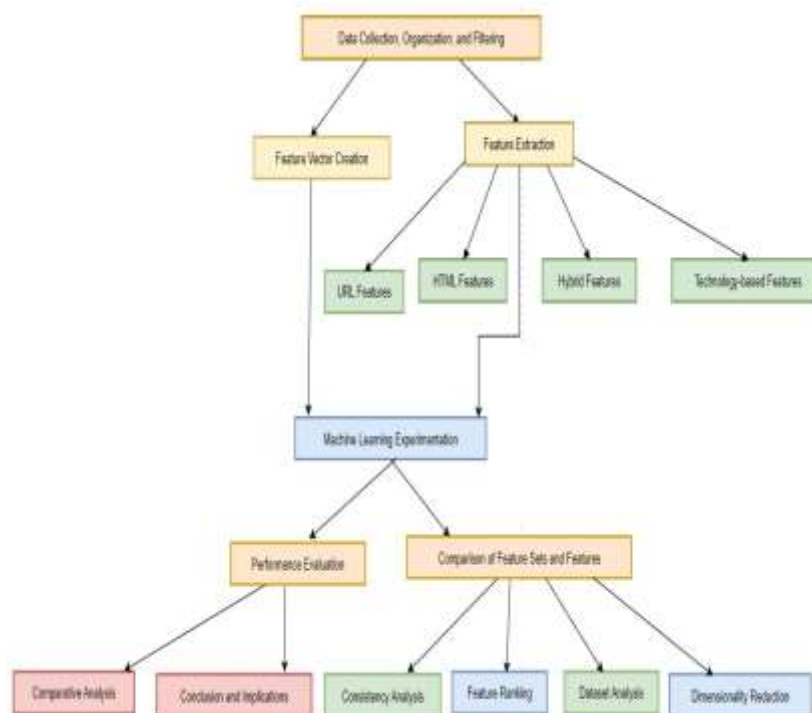 Data Collection, Organization, and Filtering
Feature Vector Creation
Feature Extraction
URL Features
HTML Features
Hybrid Features
Technology-based Features
Machine Learning Experimentation
Performance Evaluation
Comparison of Feature Sets and Features
Comparative Analysis
Conclusion and Implications
Consistency Analysis
Feature Ranking
Dataset Analysis
Dimensionality Reduction